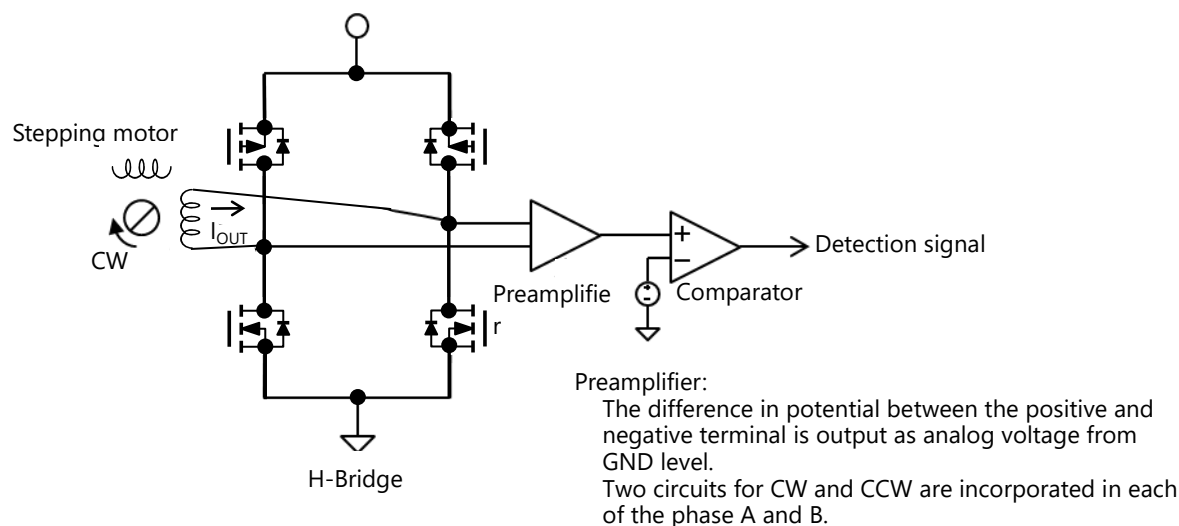 Stepping motor
I_OUT
CW
Preamplifie
r
+
−
Comparator
Detection signal
H-Bridge
Preamplifier:
The difference in potential between the positive and
negative terminal is output as analog voltage from
GND level.
Two circuits for CW and CCW are incorporated in each
of the phase A and B.